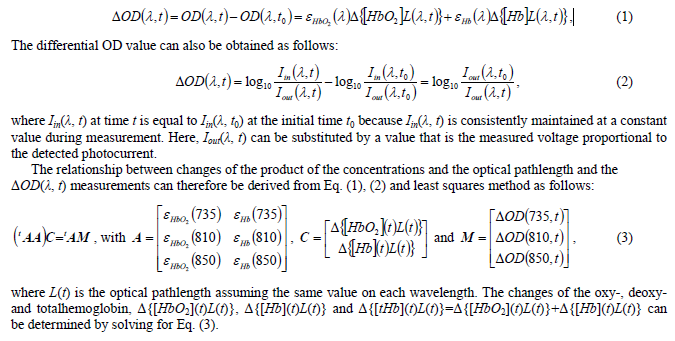 ΔOD(λ,t)=OD(λ,t)−OD(λ,t₀)=ε_HbO₂(λ)Δ{[HbO₂]L(λ,t)}+ε_Hb(λ)Δ{[Hb]L(λ,t)}, (1)
The differential OD value can also be obtained as follows:
ΔOD(λ,t)=log₁₀ I_in(λ,t)/I_out(λ,t) − log₁₀ I_in(λ,t₀)/I_out(λ,t₀) = log₁₀ I_out(λ,t₀)/I_out(λ,t), (2)
where I_in(λ, t) at time t is equal to I_in(λ, t₀) at the initial time t₀ because I_in(λ, t) is consistently maintained at a constant
value during measurement. Here, I_out(λ, t) can be substituted by a value that is the measured voltage proportional to
the detected photocurrent.
The relationship between changes of the product of the concentrations and the optical pathlength and the
ΔOD(λ, t) measurements can therefore be derived from Eq. (1), (2) and least squares method as follows:
(ᵗAA)C=ᵗAM , with A = [ε_HbO₂(735) ε_Hb(735); ε_HbO₂(810) ε_Hb(810); ε_HbO₂(850) ε_Hb(850)] , C = [Δ{[HbO₂](t)L(t)}; Δ{[Hb](t)L(t)}] and M = [ΔOD(735,t); ΔOD(810,t); ΔOD(850,t)] , (3)
where L(t) is the optical pathlength assuming the same value on each wavelength. The changes of the oxy-, deoxy-
and totalhemoglobin, Δ{[HbO₂](t)L(t)}, Δ{[Hb](t)L(t)} and Δ{[tHb](t)L(t)}=Δ{[HbO₂](t)L(t)}+Δ{[Hb](t)L(t)} can
be determined by solving for Eq. (3).